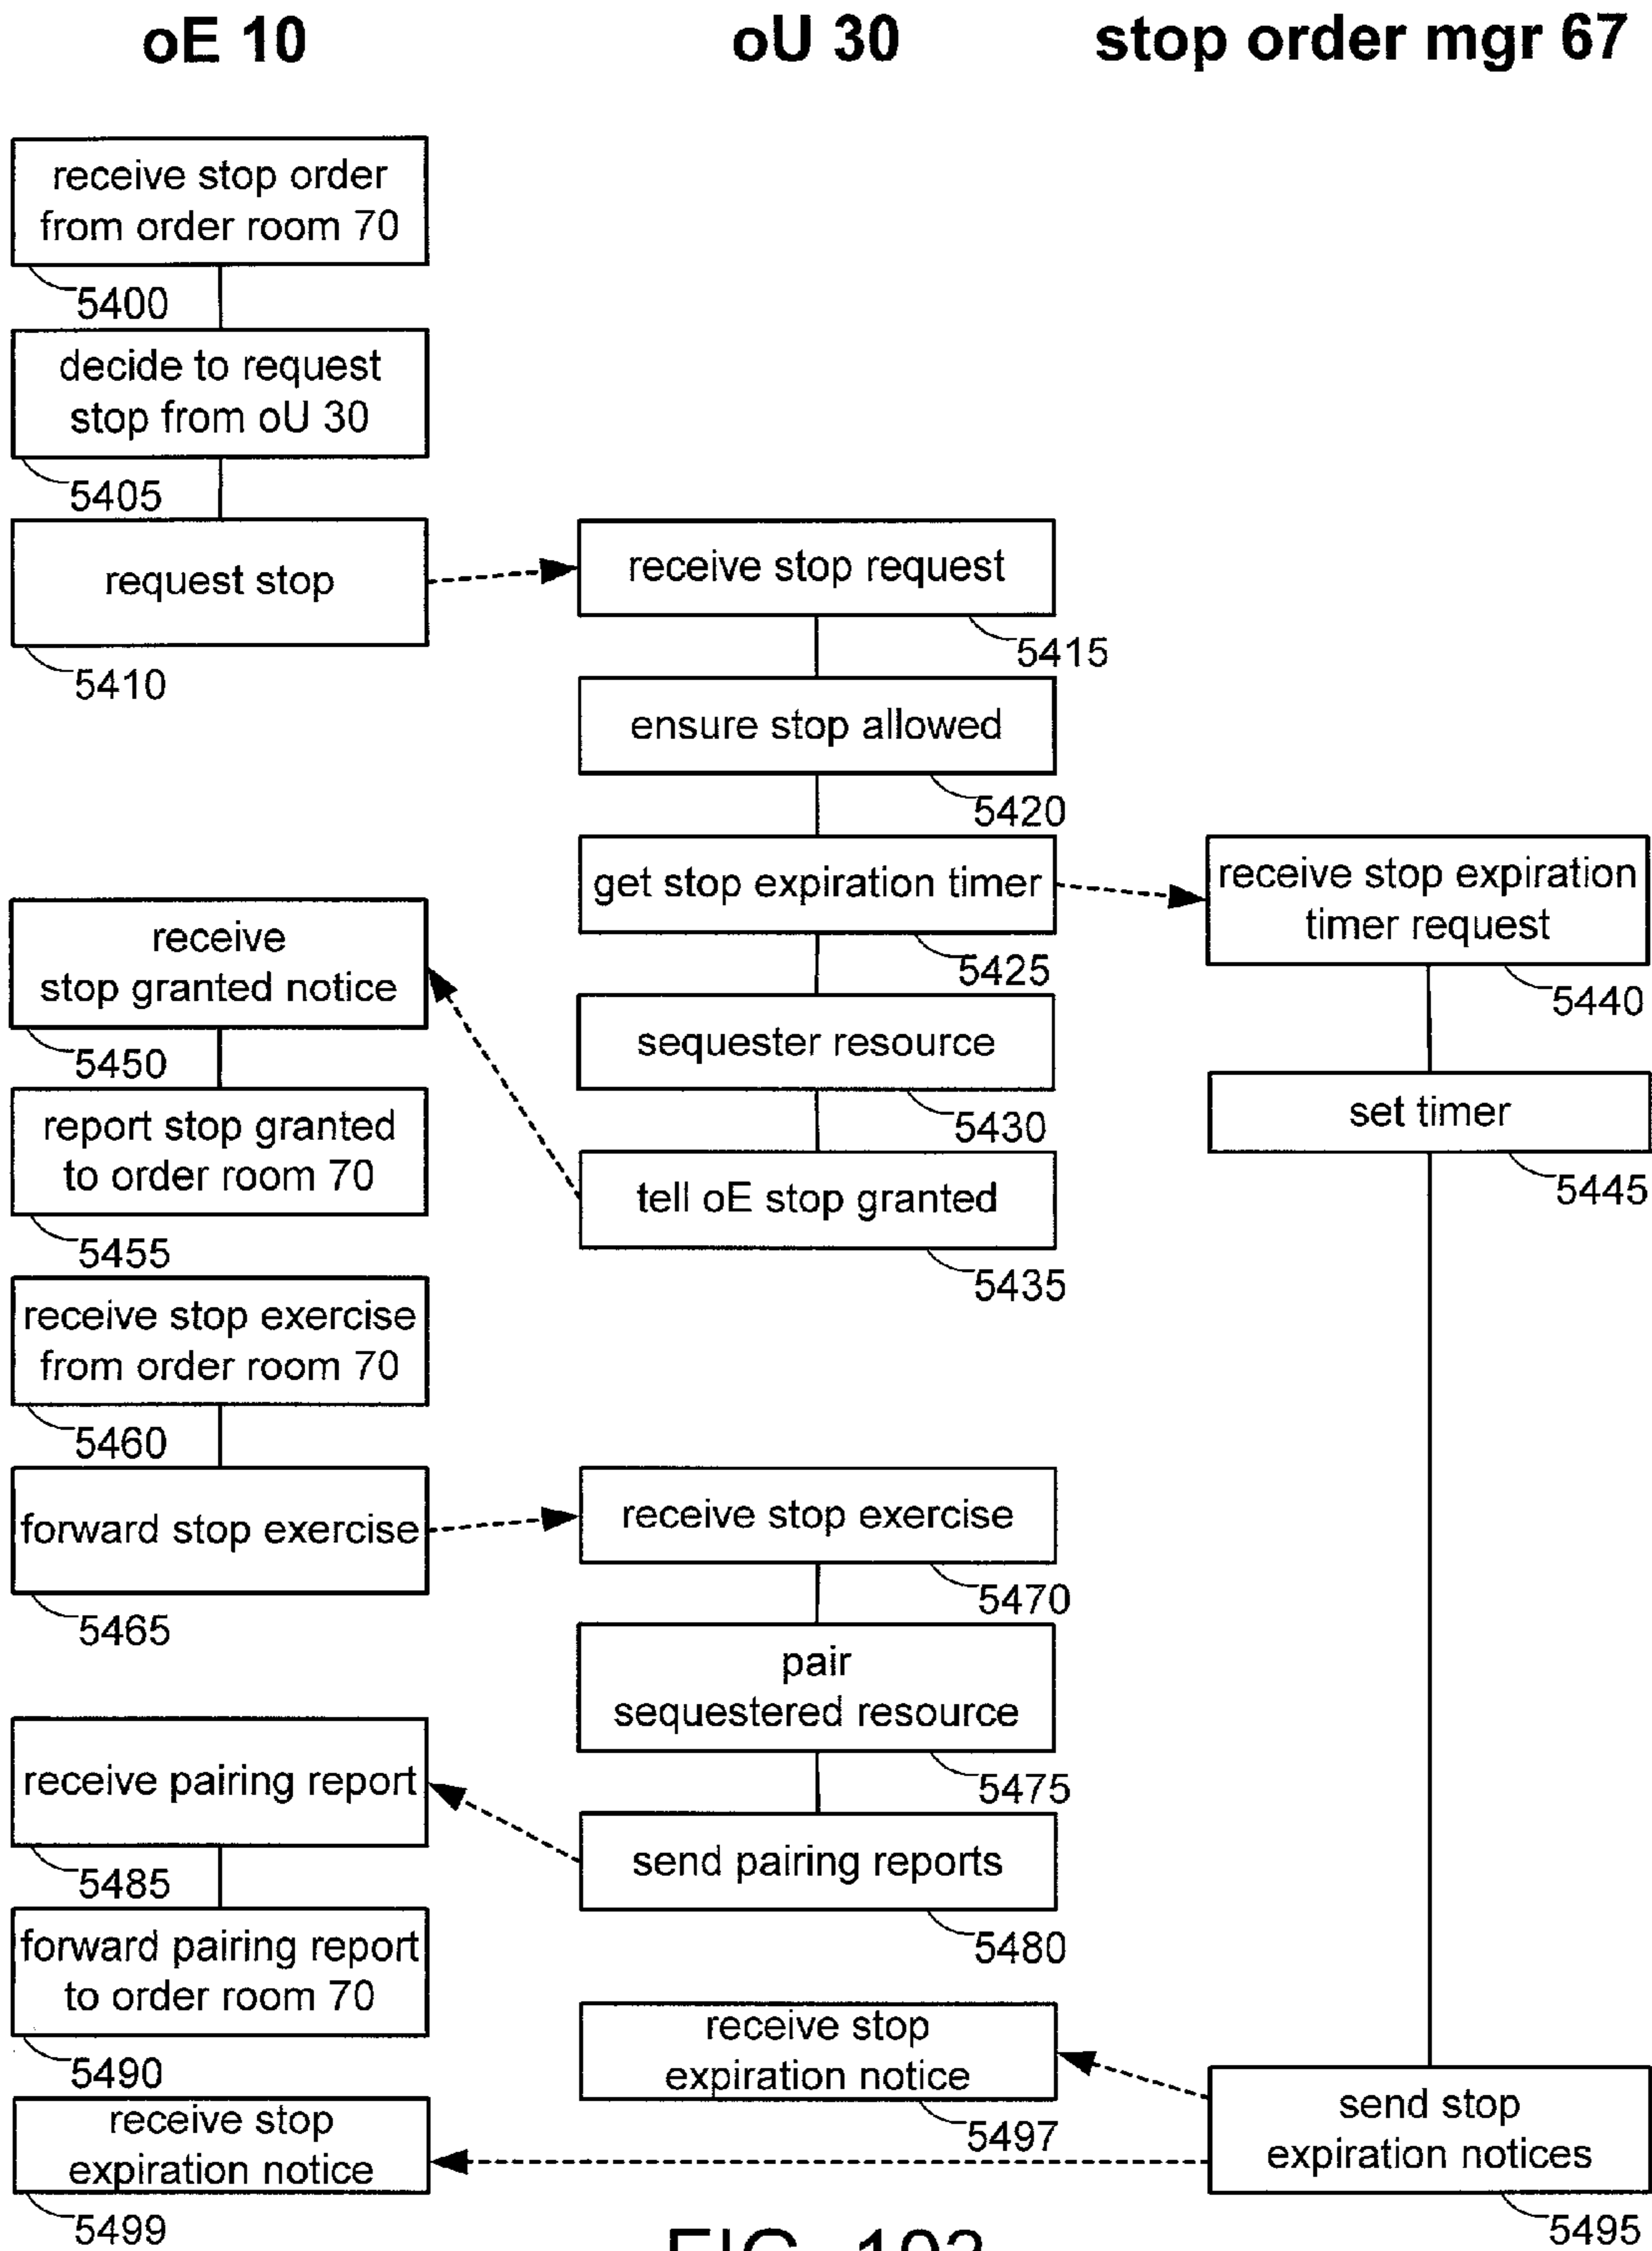 oE 10
oU 30
stop order mgr 67
receive stop order
from order room 70
5400
decide to request
stop from oU 30
5405
request stop
5410
receive stop request
5415
ensure stop allowed
5420
get stop expiration timer
5425
receive stop expiration
timer request
5440
receive
stop granted notice
5450
sequester resource
5430
set timer
5445
report stop granted
to order room 70
5455
tell oE stop granted
5435
receive stop exercise
from order room 70
5460
forward stop exercise
5465
receive stop exercise
5470
pair
sequestered resource
5475
receive pairing report
5485
send pairing reports
5480
forward pairing report
to order room 70
5490
receive stop
expiration notice
5497
send stop
expiration notices
5495
receive stop
expiration notice
5499